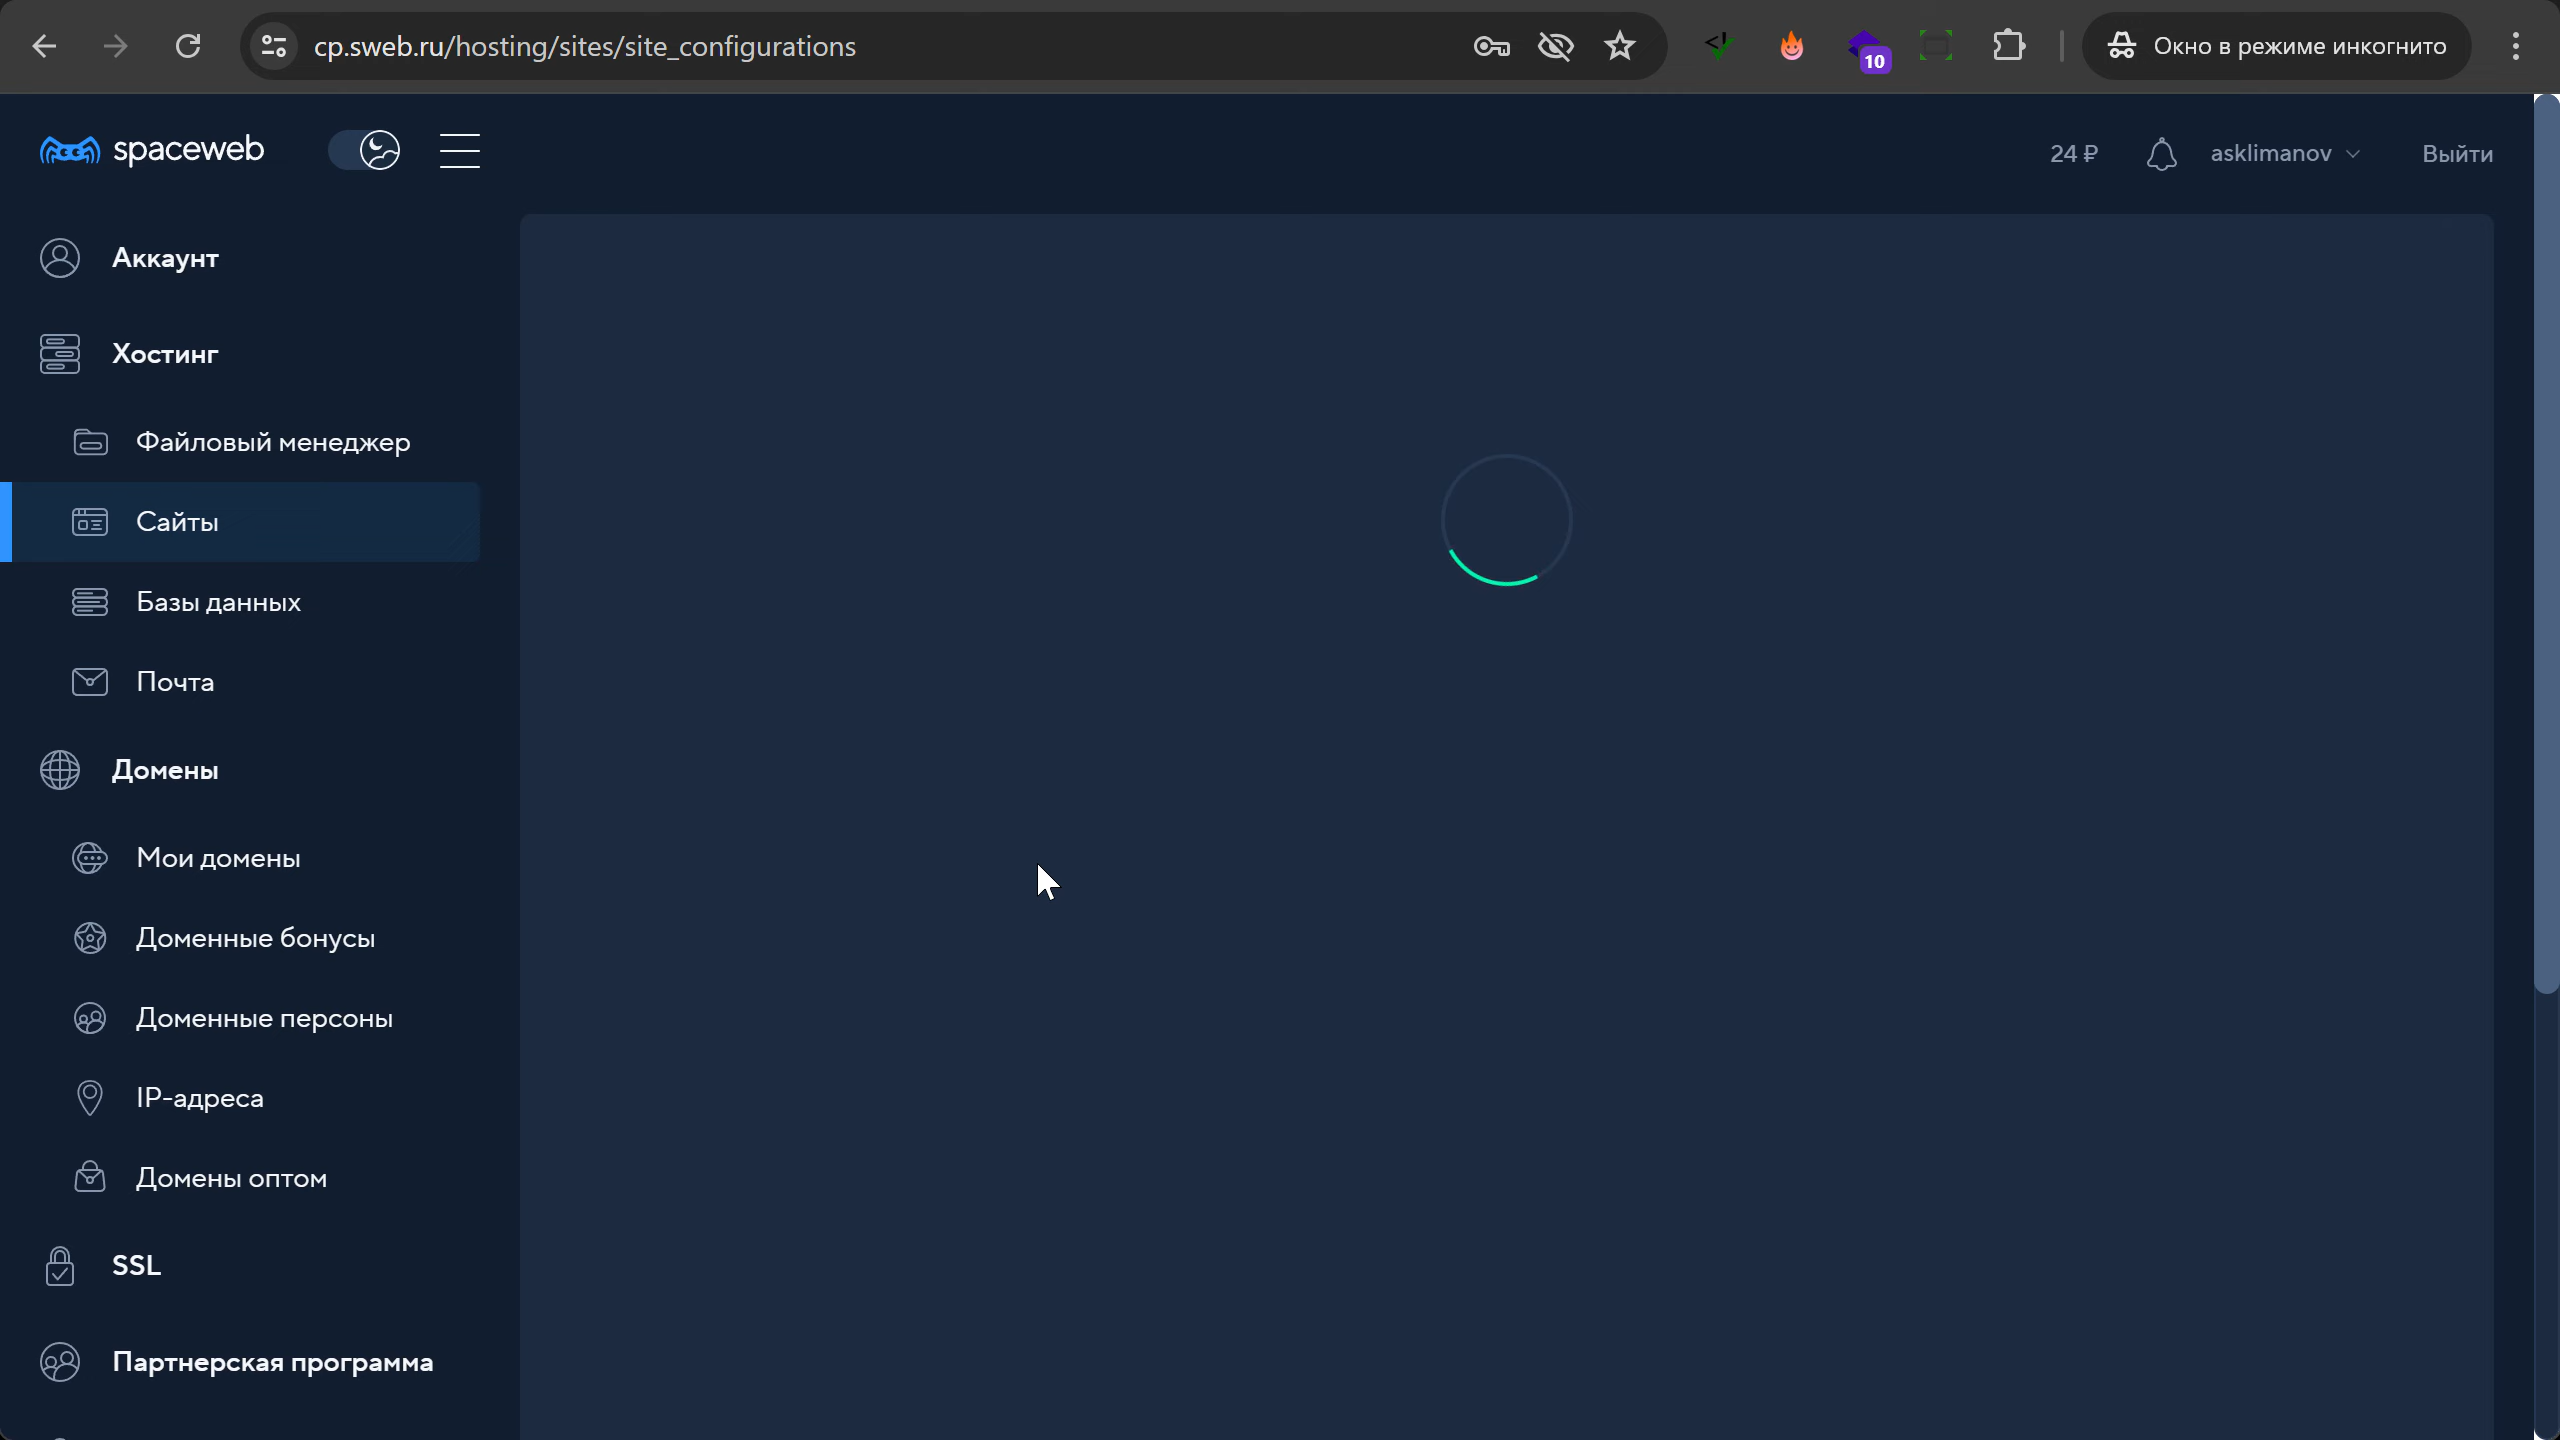 cp.sweb.ru/hosting/sites/site_configurations
10
Окно в режиме инкогнито
spaceweb
24 ₽
asklimanov
Выйти
Аккаунт
Хостинг
Файловый менеджер
Сайты
Базы данных
Почта
Домены
Мои домены
Доменные бонусы
Доменные персоны
IP-адреса
Домены оптом
SSL
Партнерская программа